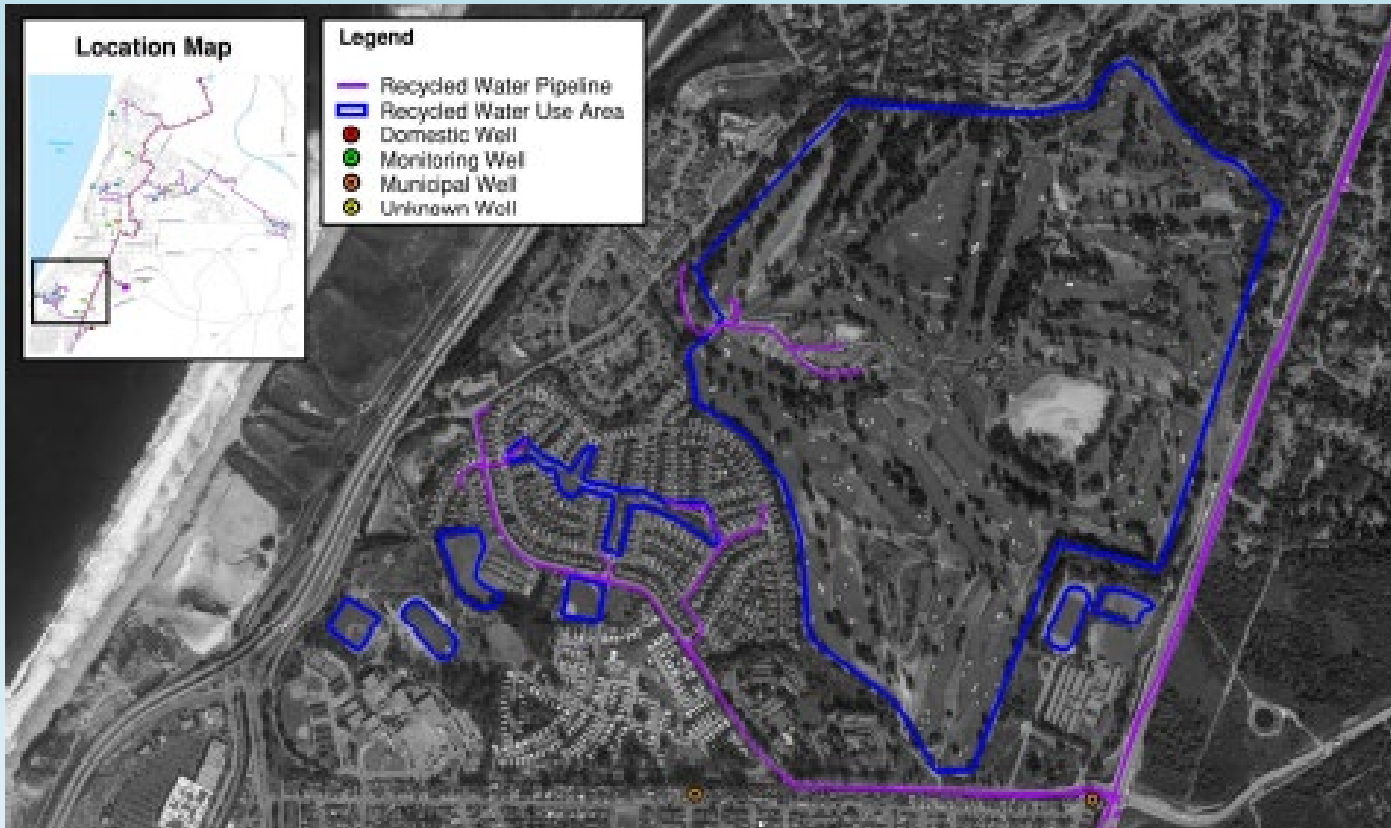 Location Map
Legend
Recycled Water Pipeline
Recycled Water Use Area
Domestic Well
Monitoring Well
Municipal Well
Unknown Well